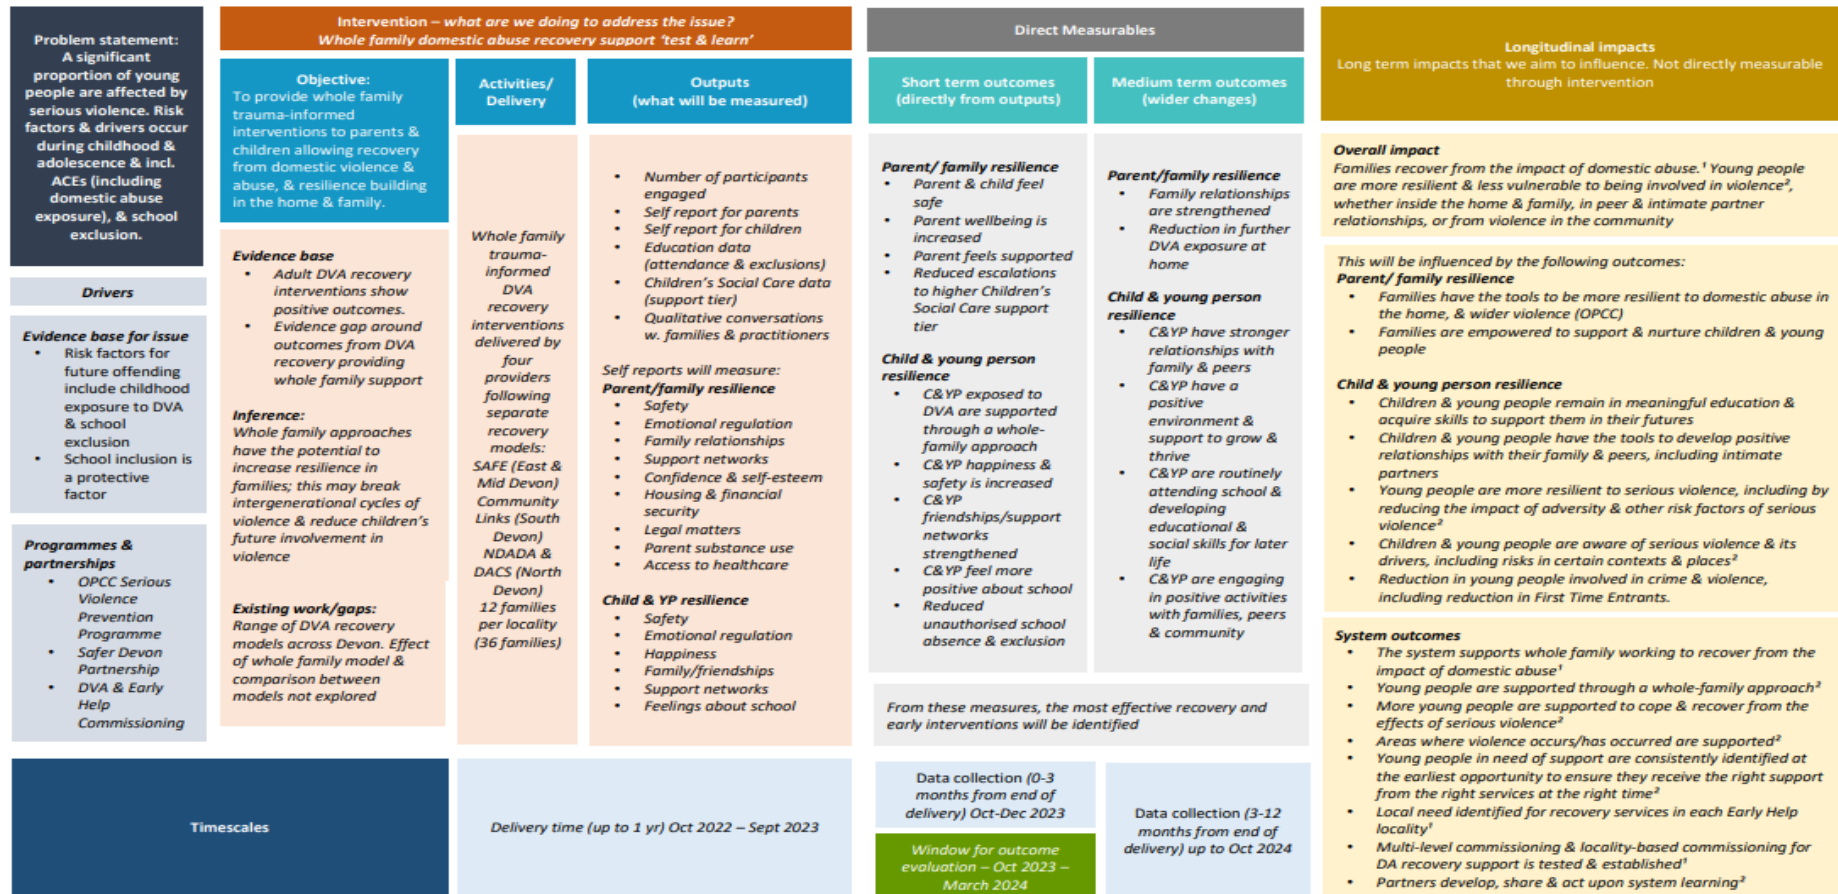 Problem statement:
A significant
proportion of young
people are affected by
serious violence. Risk
factors & drivers occur
during childhood &
adolescence & incl.
ACEs (including
domestic abuse
exposure), & school
exclusion.
Drivers
Evidence base for issue
• Risk factors for
future offending
include childhood
exposure to DVA
& school
exclusion
• School inclusion is
a protective
factor
Programmes &
partnerships
• OPCC Serious
Violence
Prevention
Programme
• Safer Devon
Partnership
• DVA & Early
Help
Commissioning
Intervention – what are we doing to address the issue?
Whole family domestic abuse recovery support ‘test & learn’
Objective:
To provide whole family
trauma-informed
interventions to parents &
children allowing recovery
from domestic violence &
abuse, & resilience building
in the home & family.
Evidence base
• Adult DVA recovery
interventions show
positive outcomes.
• Evidence gap around
outcomes from DVA
recovery providing
whole family support
Inference:
Whole family approaches
have the potential to
increase resilience in
families; this may break
intergenerational cycles of
violence & reduce children’s
future involvement in
violence
Existing work/gaps:
Range of DVA recovery
models across Devon. Effect
of whole family model &
comparison between
models not explored
Activities/
Delivery
Whole family
trauma-
informed
DVA
recovery
interventions
delivered by
four
providers
following
separate
recovery
models:
SAFE (East &
Mid Devon)
Community
Links (South
Devon)
NDADA &
DACS (North
Devon)
12 families
per locality
(36 families)
Outputs
(what will be measured)
• Number of participants
engaged
• Self report for parents
• Self report for children
• Education data
(attendance & exclusions)
• Children’s Social Care data
(support tier)
• Qualitative conversations
w. families & practitioners
Self reports will measure:
Parent/family resilience
• Safety
• Emotional regulation
• Family relationships
• Support networks
• Confidence & self-esteem
• Housing & financial
security
• Legal matters
• Parent substance use
• Access to healthcare
Child & YP resilience
• Safety
• Emotional regulation
• Happiness
• Family/friendships
• Support networks
• Feelings about school
Direct Measurables
Short term outcomes
(directly from outputs)
Parent/ family resilience
• Parent & child feel
safe
• Parent wellbeing is
increased
• Parent feels supported
• Reduced escalations
to higher Children’s
Social Care support
tier
Child & young person
resilience
• C&YP exposed to
DVA are supported
through a whole-
family approach
• C&YP happiness &
safety is increased
• C&YP
friendships/support
networks
strengthened
• C&YP feel more
positive about school
• Reduced
unauthorised school
absence & exclusion
Medium term outcomes
(wider changes)
Parent/family resilience
• Family relationships
are strengthened
• Reduction in further
DVA exposure at
home
Child & young person
resilience
• C&YP have stronger
relationships with
family & peers
• C&YP have a
positive
environment &
support to grow &
thrive
• C&YP are routinely
attending school &
developing
educational &
social skills for later
life
• C&YP are engaging
in positive activities
with families, peers
& community
From these measures, the most effective recovery and
early interventions will be identified
Longitudinal impacts
Long term impacts that we aim to influence. Not directly measurable
through intervention
Overall impact
Families recover from the impact of domestic abuse.¹ Young people
are more resilient & less vulnerable to being involved in violence²,
whether inside the home & family, in peer & intimate partner
relationships, or from violence in the community
This will be influenced by the following outcomes:
Parent/ family resilience
• Families have the tools to be more resilient to domestic abuse in
the home, & wider violence (OPCC)
• Families are empowered to support & nurture children & young
people
Child & young person resilience
• Children & young people remain in meaningful education &
acquire skills to support them in their futures
• Children & young people have the tools to develop positive
relationships with their family & peers, including intimate
partners
• Young people are more resilient to serious violence, including by
reducing the impact of adversity & other risk factors of serious
violence²
• Children & young people are aware of serious violence & its
drivers, including risks in certain contexts & places²
• Reduction in young people involved in crime & violence,
including reduction in First Time Entrants.
System outcomes
• The system supports whole family working to recover from the
impact of domestic abuse¹
• Young people are supported through a whole-family approach²
• More young people are supported to cope & recover from the
effects of serious violence²
• Areas where violence occurs/has occurred are supported²
• Young people in need of support are consistently identified at
the earliest opportunity to ensure they receive the right support
from the right services at the right time²
• Local need identified for recovery services in each Early Help
locality¹
• Multi-level commissioning & locality-based commissioning for
DA recovery support is tested & established¹
• Partners develop, share & act upon system learning²
Timescales
Delivery time (up to 1 yr) Oct 2022 – Sept 2023
Data collection (0-3
months from end of
delivery) Oct-Dec 2023
Window for outcome
evaluation – Oct 2023 –
March 2024
Data collection (3-12
months from end of
delivery) up to Oct 2024